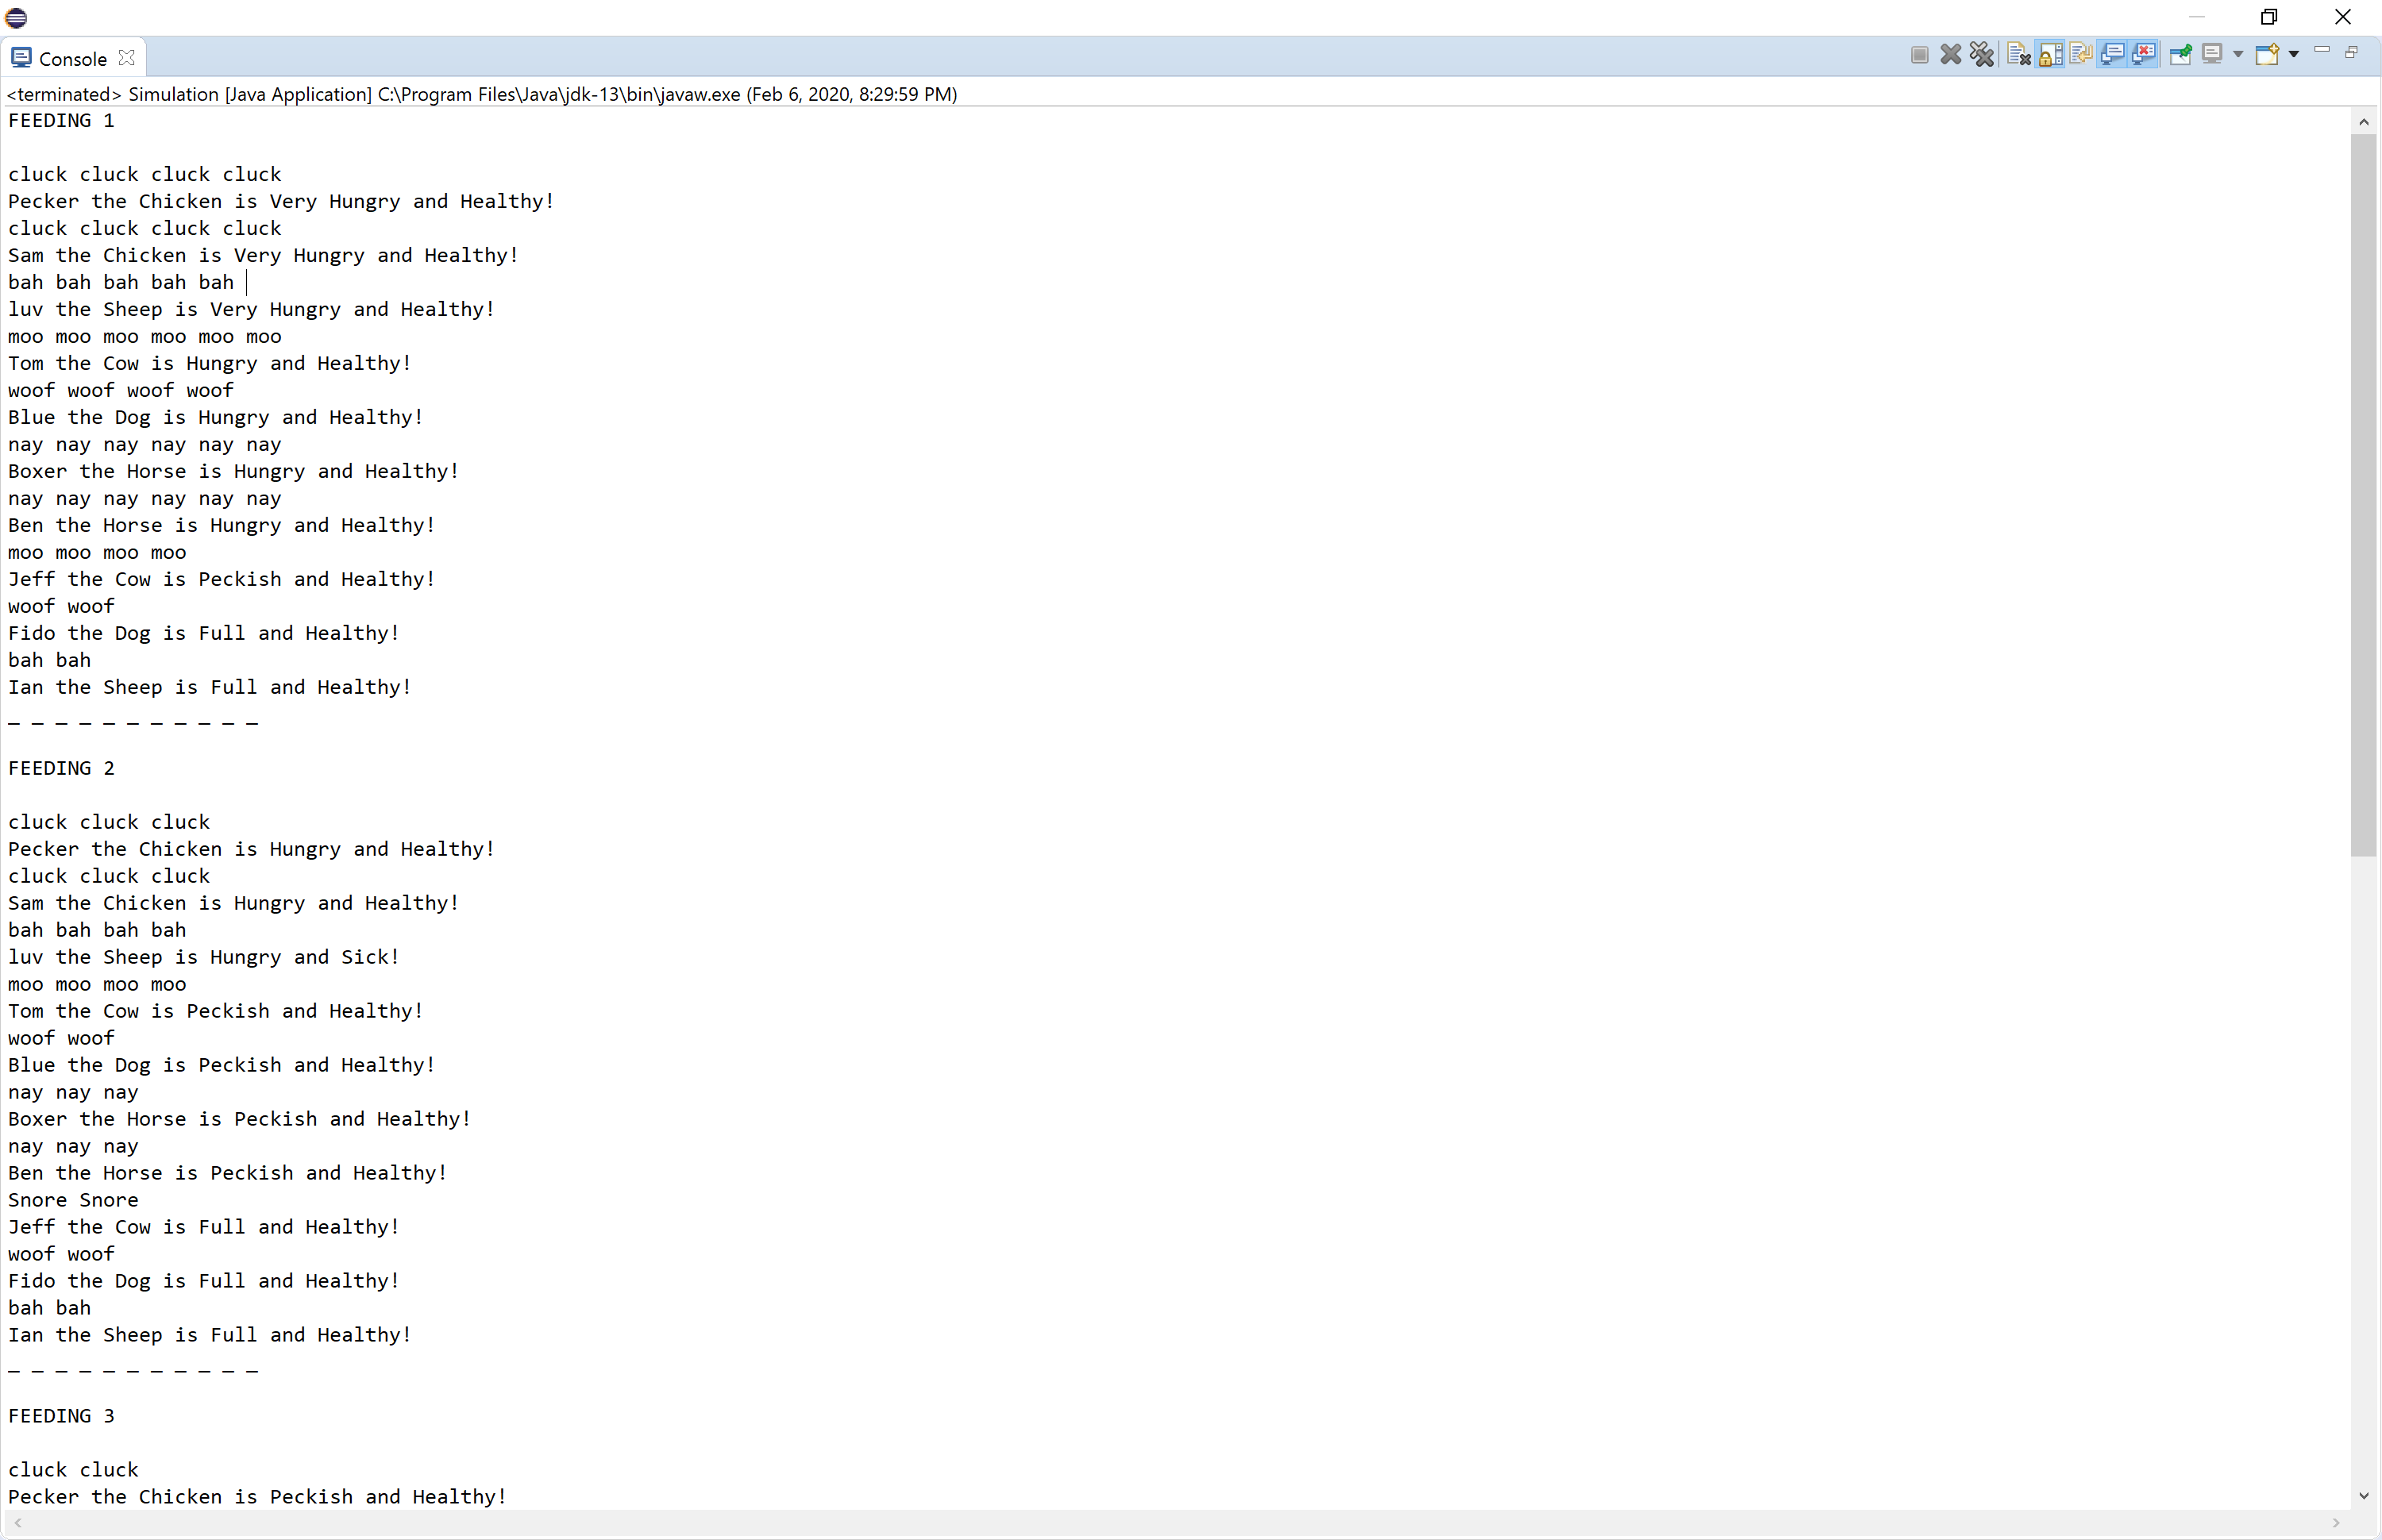 Console
<terminated> Simulation [Java Application] C:\Program Files\Java\jdk-13\bin\javaw.exe (Feb 6, 2020, 8:29:59 PM)
FEEDING 1

cluck cluck cluck cluck
Pecker the Chicken is Very Hungry and Healthy!
cluck cluck cluck cluck
Sam the Chicken is Very Hungry and Healthy!
bah bah bah bah bah
luv the Sheep is Very Hungry and Healthy!
moo moo moo moo moo moo
Tom the Cow is Hungry and Healthy!
woof woof woof woof
Blue the Dog is Hungry and Healthy!
nay nay nay nay nay nay
Boxer the Horse is Hungry and Healthy!
nay nay nay nay nay nay
Ben the Horse is Hungry and Healthy!
moo moo moo moo
Jeff the Cow is Peckish and Healthy!
woof woof
Fido the Dog is Full and Healthy!
bah bah
Ian the Sheep is Full and Healthy!
_ _ _ _ _ _ _ _ _ _ _

FEEDING 2

cluck cluck cluck
Pecker the Chicken is Hungry and Healthy!
cluck cluck cluck
Sam the Chicken is Hungry and Healthy!
bah bah bah bah
luv the Sheep is Hungry and Sick!
moo moo moo moo
Tom the Cow is Peckish and Healthy!
woof woof
Blue the Dog is Peckish and Healthy!
nay nay nay
Boxer the Horse is Peckish and Healthy!
nay nay nay
Ben the Horse is Peckish and Healthy!
Snore Snore
Jeff the Cow is Full and Healthy!
woof woof
Fido the Dog is Full and Healthy!
bah bah
Ian the Sheep is Full and Healthy!
_ _ _ _ _ _ _ _ _ _ _

FEEDING 3

cluck cluck
Pecker the Chicken is Peckish and Healthy!